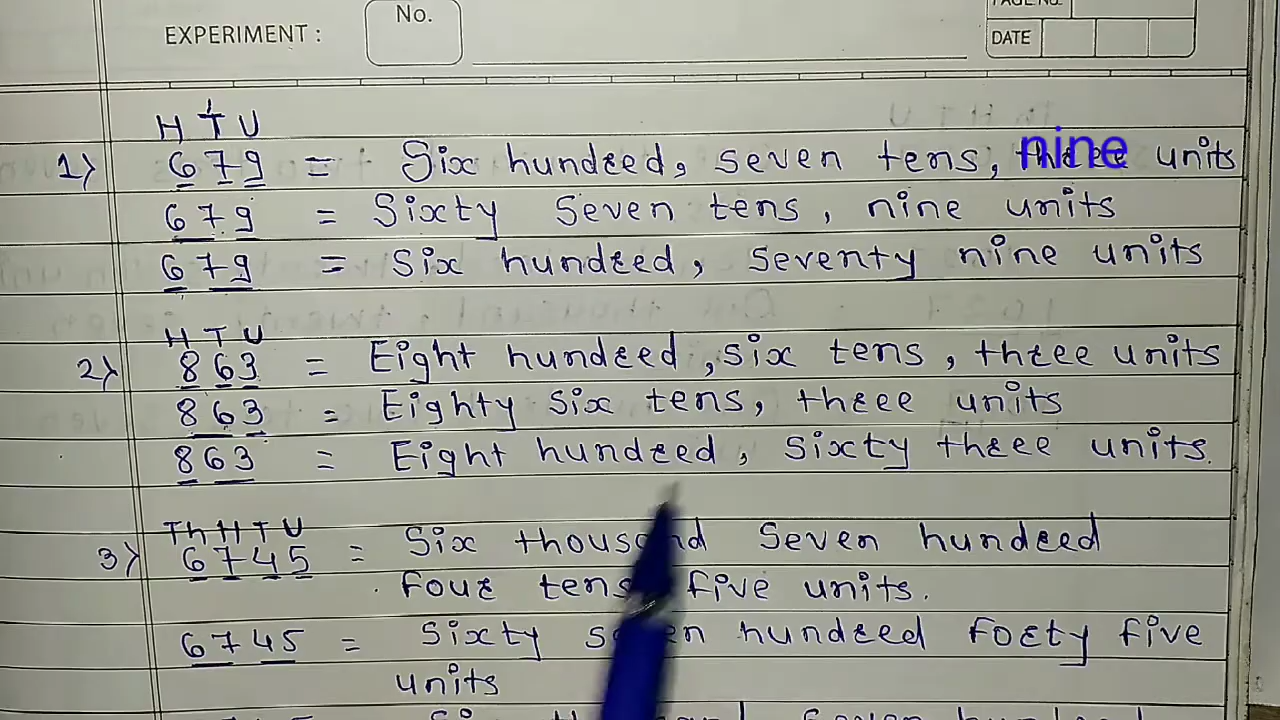 No.
EXPERIMENT :
PAGE No.
DATE
H T U
1) 679 = Six hundred, seven tens, nine units
679 = Sixty Seven tens, nine units
679 = Six hundred, Seventy nine units
H T U
2) 863 = Eight hundred, six tens, three units
863 = Eighty six tens, three units
863 = Eight hundred, sixty three units.
Th H T U
3) 6745 = Six thousand Seven hundred
four tens five units.
6745 = Sixty seven hundred forty five
units